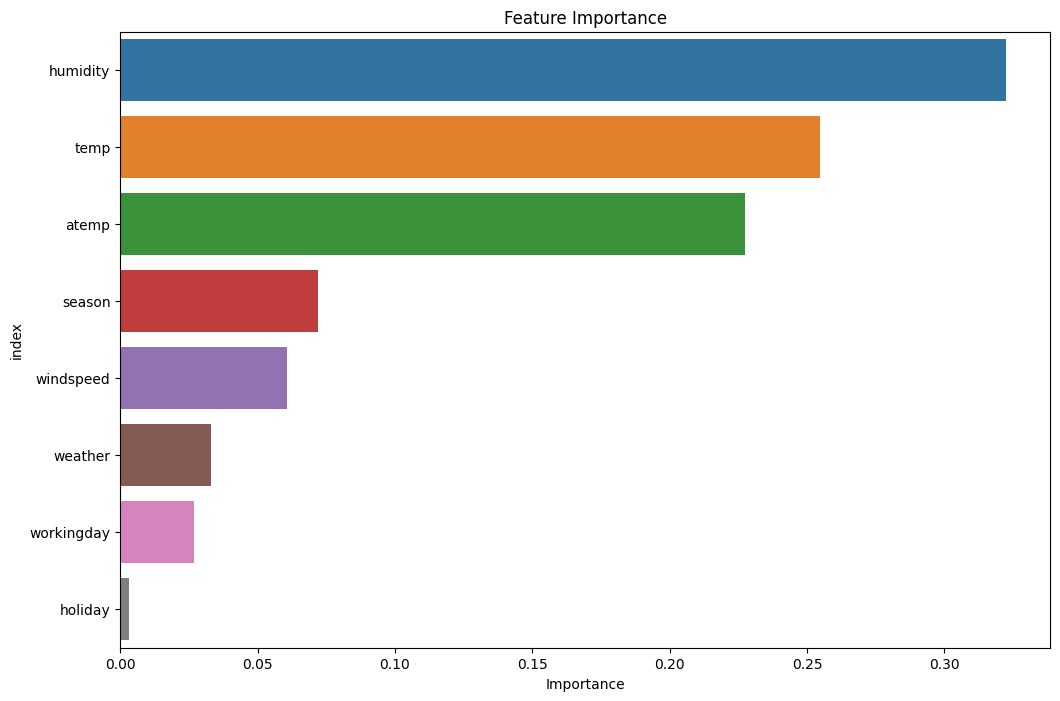 Feature Importance
humidity
temp
atemp
season
windspeed
weather
workingday
holiday
index
0.00 0.05 0.10 0.15 0.20 0.25 0.30
Importance